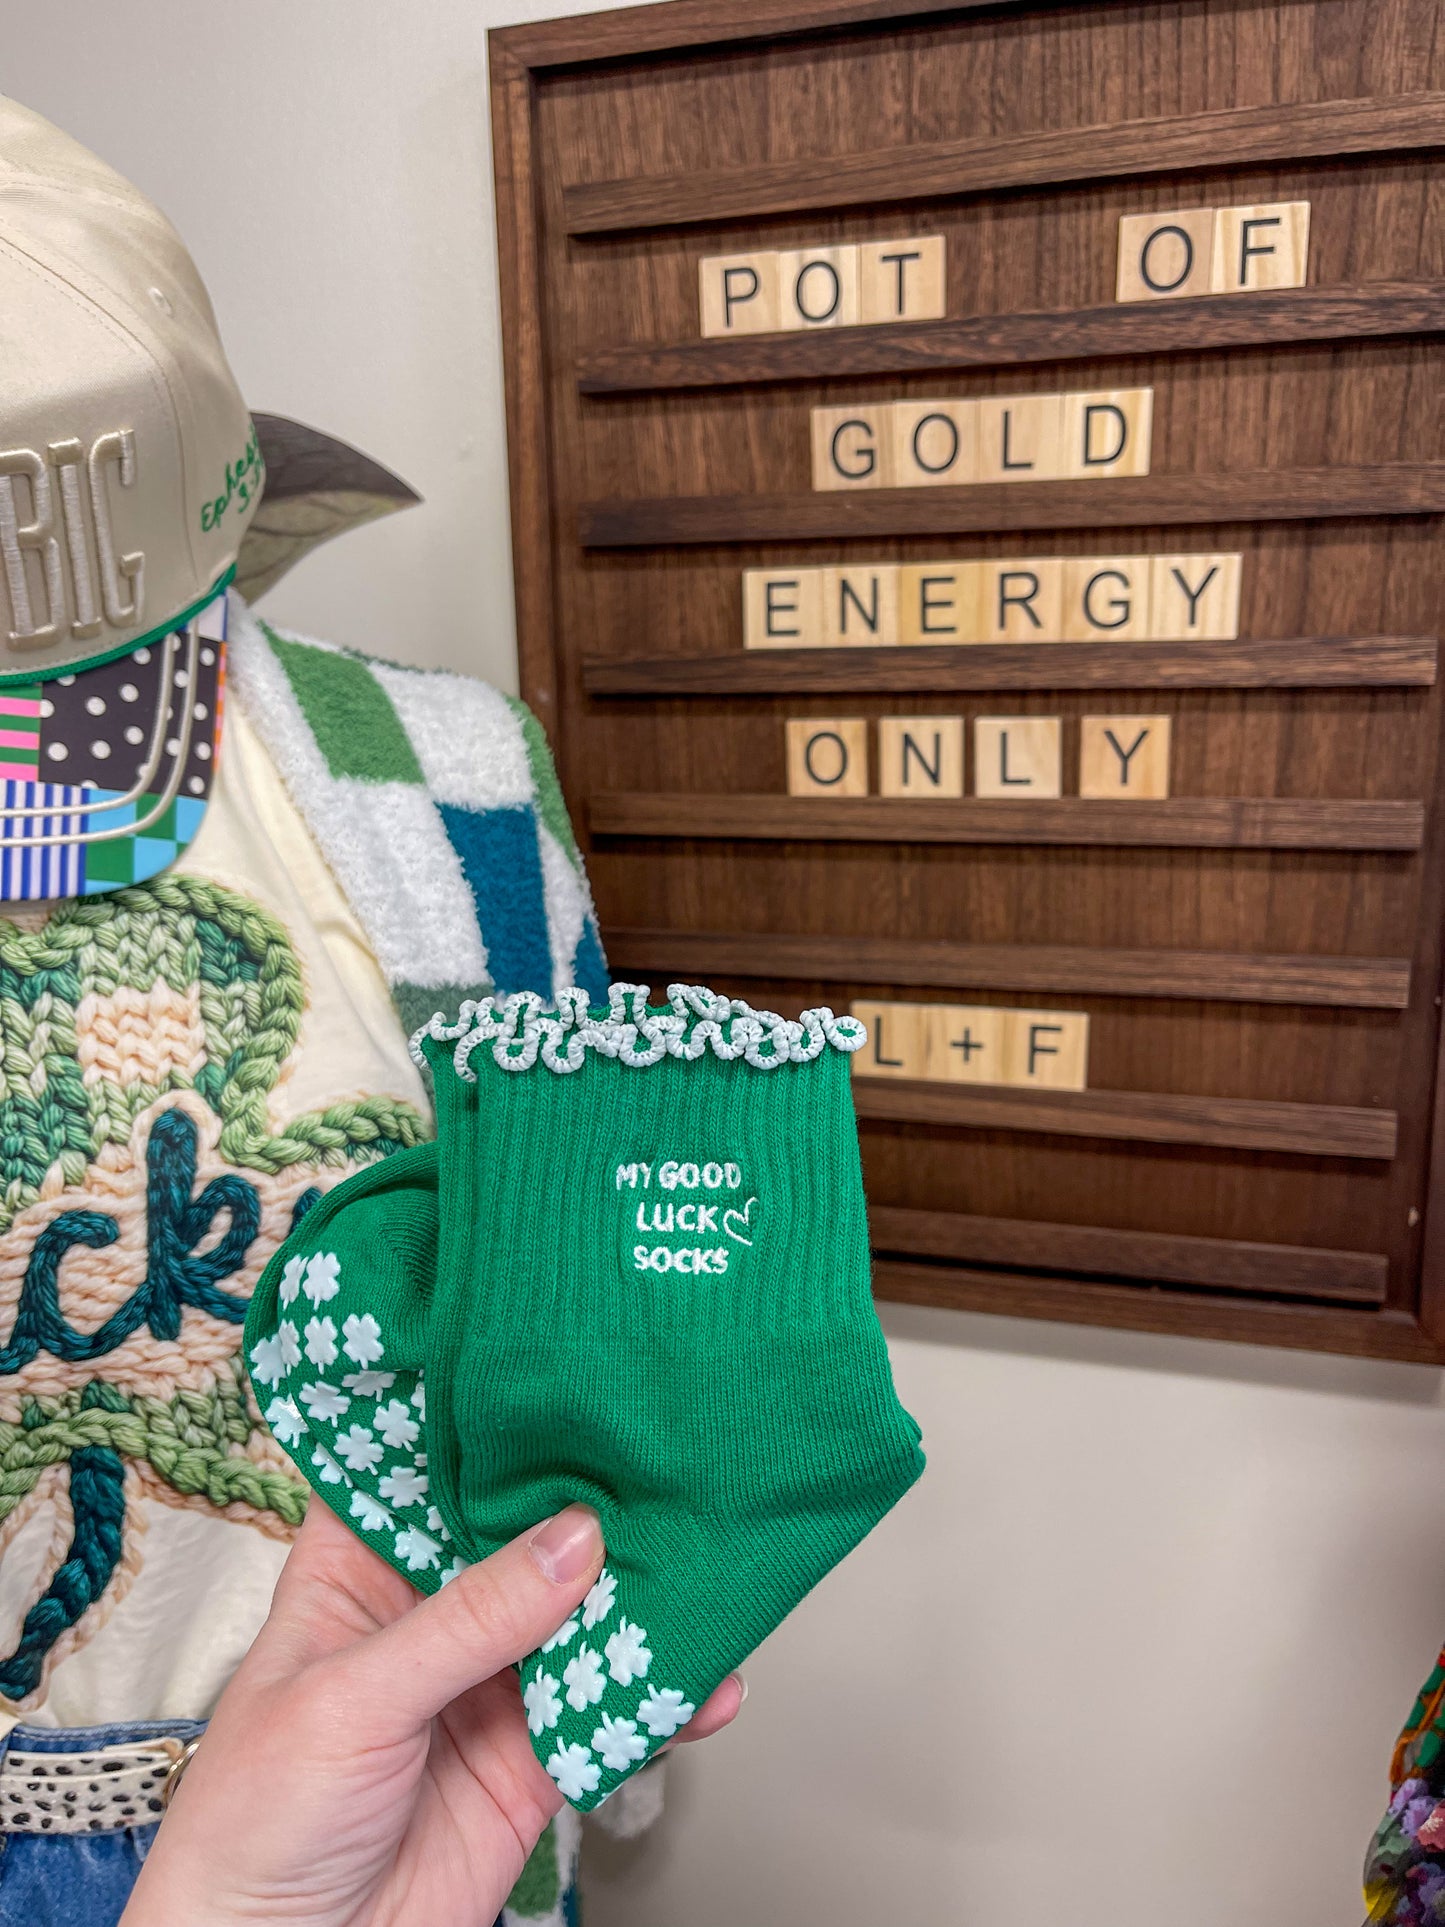 POT OF
GOLD
ENERGY
ONLY
L+F
BIG
MY GOOD
LUCK
SOCKS